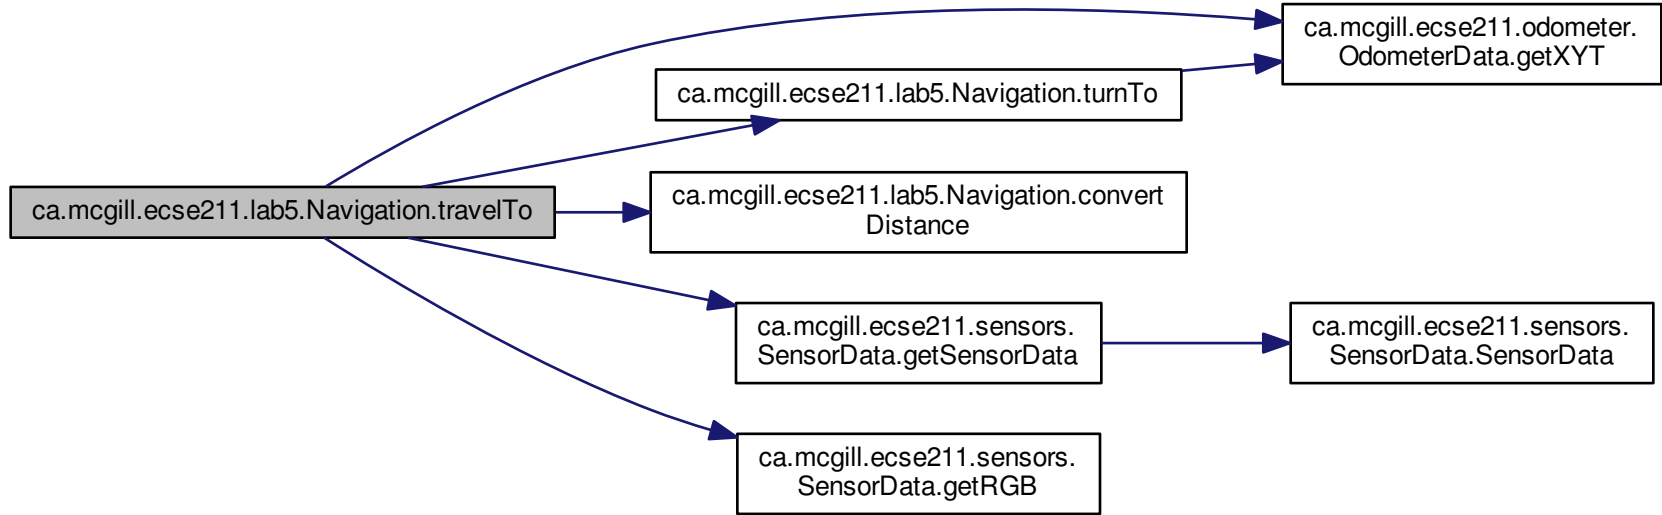 ca.mcgill.ecse211.odometer.
OdometerData.getXYT
ca.mcgill.ecse211.lab5.Navigation.turnTo
ca.mcgill.ecse211.lab5.Navigation.travelTo
ca.mcgill.ecse211.lab5.Navigation.convert
Distance
ca.mcgill.ecse211.sensors.
SensorData.getSensorData
ca.mcgill.ecse211.sensors.
SensorData.SensorData
ca.mcgill.ecse211.sensors.
SensorData.getRGB